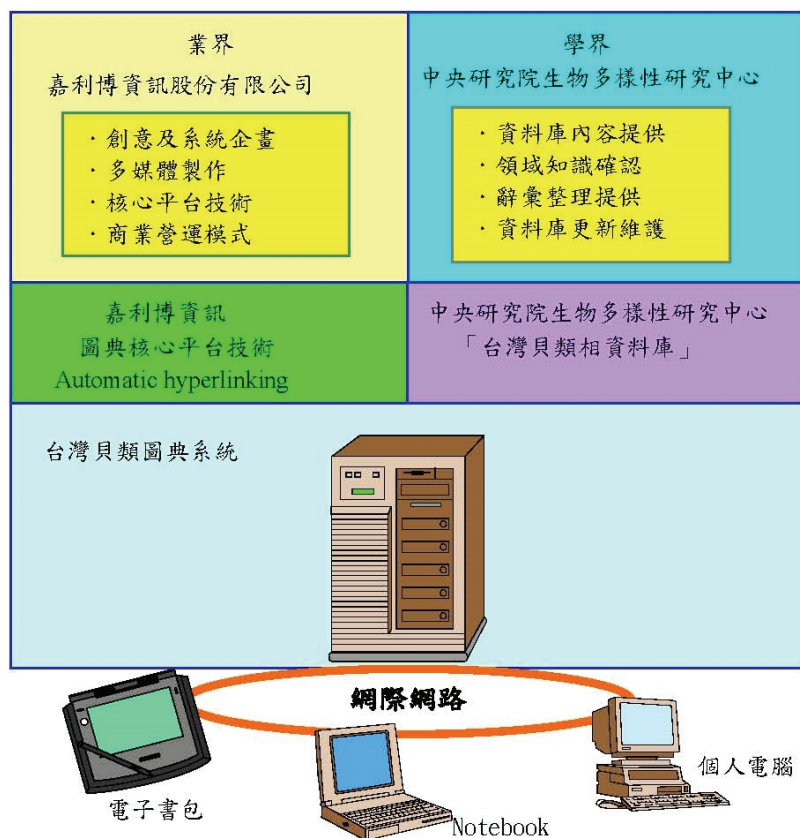 業界
嘉利博資訊股份有限公司
．創意及系統企畫
．多媒體製作
．核心平台技術
．商業營運模式
學界
中央研究院生物多樣性研究中心
．資料庫內容提供
．領域知識確認
．辭彙整理提供
．資料庫更新維護
嘉利博資訊
圖典核心平台技術
Automatic hyperlinking
中央研究院生物多樣性研究中心
「台灣貝類相資料庫」
台灣貝類圖典系統
網際網路
電子書包
Notebook
個人電腦